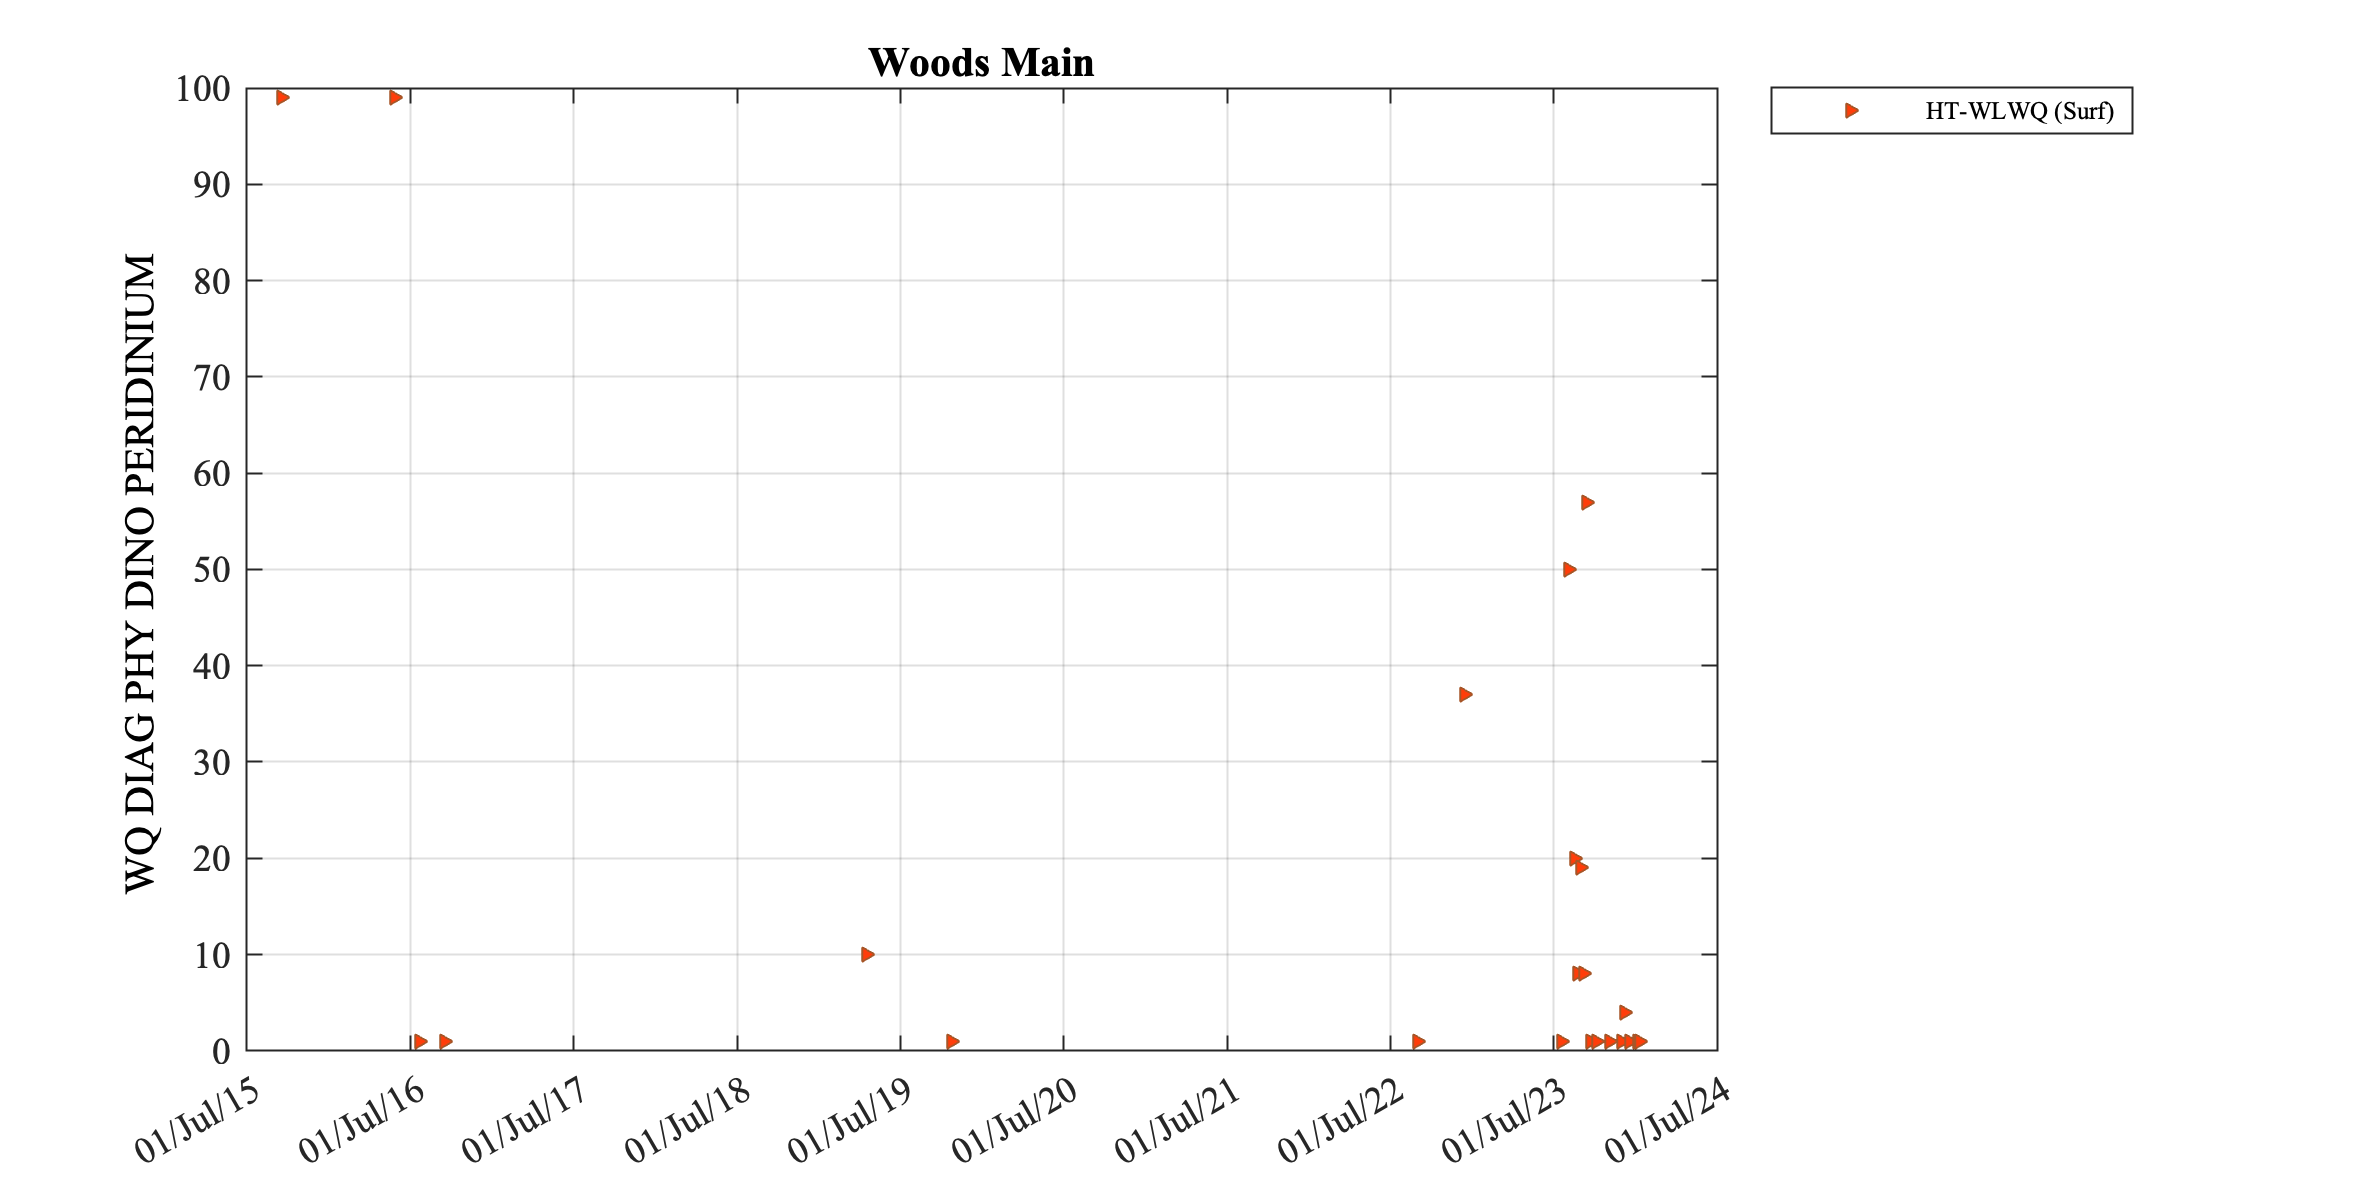 Woods Main
HT-WLWQ (Surf)
WQ DIAG PHY DINO PERIDINIUM
100
90
80
70
60
50
40
30
20
10
0
01/Jul/15
01/Jul/16
01/Jul/17
01/Jul/18
01/Jul/19
01/Jul/20
01/Jul/21
01/Jul/22
01/Jul/23
01/Jul/24